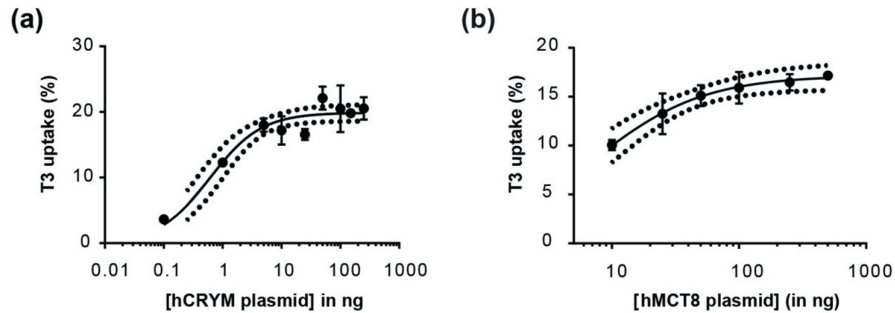 (a)
30
20
10
0
T3 uptake (%)
0.01 0.1 1 10 100 1000
[hCRYM plasmid] in ng
(b)
20
15
10
5
0
T3 uptake (%)
10 100 1000
[hMCT8 plasmid] (in ng)